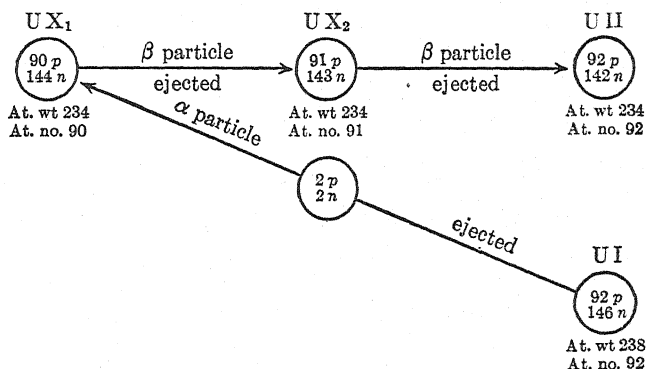 U X₁
U X₂
U II
90 p
144 n
β particle
ejected
91 p
143 n
β particle
ejected
92 p
142 n
At. wt 234
At. no. 90
At. wt 234
At. no. 91
At. wt 234
At. no. 92
α particle
2 p
2 n
ejected
U I
92 p
146 n
At. wt 238
At. no. 92